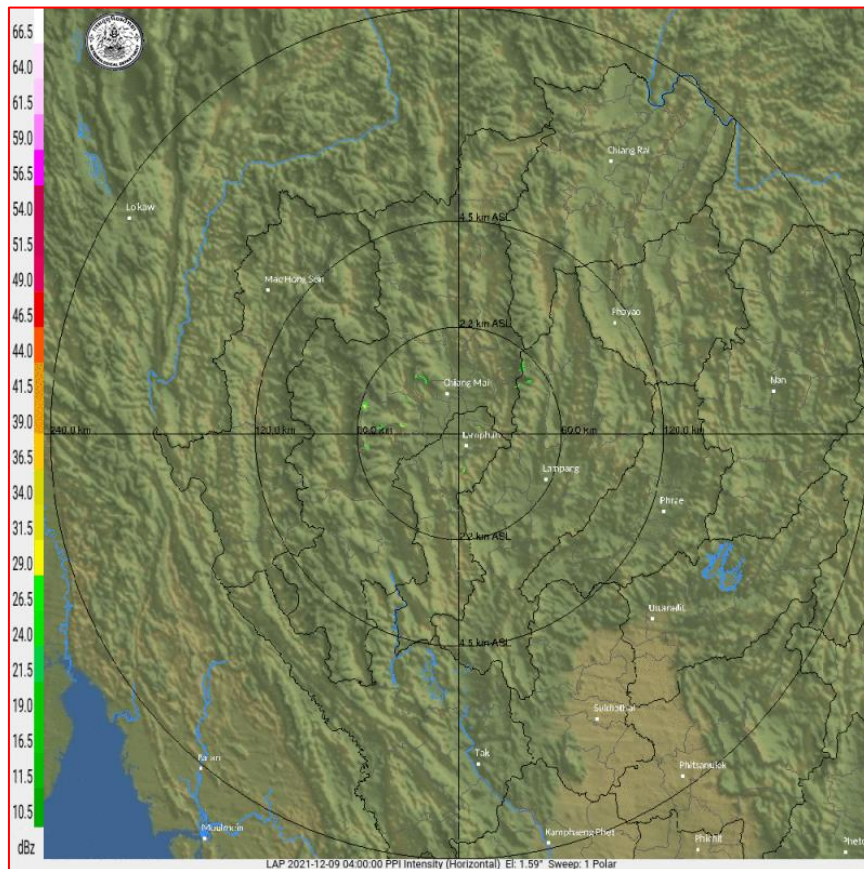 66.5
64.0
61.5
59.0
56.5
54.0
51.5
49.0
46.5
44.0
41.5
39.0
36.5
34.0
31.5
29.0
26.5
24.0
21.5
19.0
16.5
14.0
11.5
10.5
dBz
Chiang Rai
Loikaw
4.5 km ASL
Mae Hong Son
Phayao
2.2 km ASL
Chiang Mai
Nan
240.0 km
120.0 km
60.0 km
60.0 km
120.0 km
Lamphun
Lampang
Phrae
2.2 km ASL
Uttaradit
4.5 km ASL
Sukhothai
Tak
Phitsanulok
Pa-an
Moulmein
Kamphaeng Phet
Phichit
LAP 2021-12-09 04:00:00 PPI Intensity (Horizontal) El: 1.59° Sweep: 1 Polar